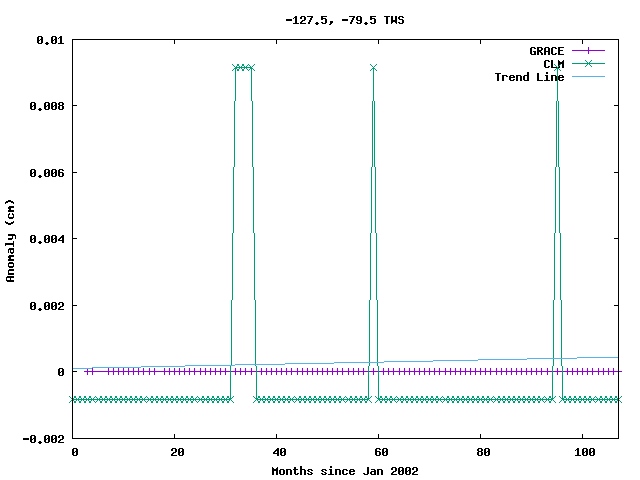 -127.5, -79.5 TWS
0.01
0.008
0.006
0.004
0.002
0
-0.002
Anomaly (cm)
GRACE
CLM
Trend Line
0 20 40 60 80 100
Months since Jan 2002